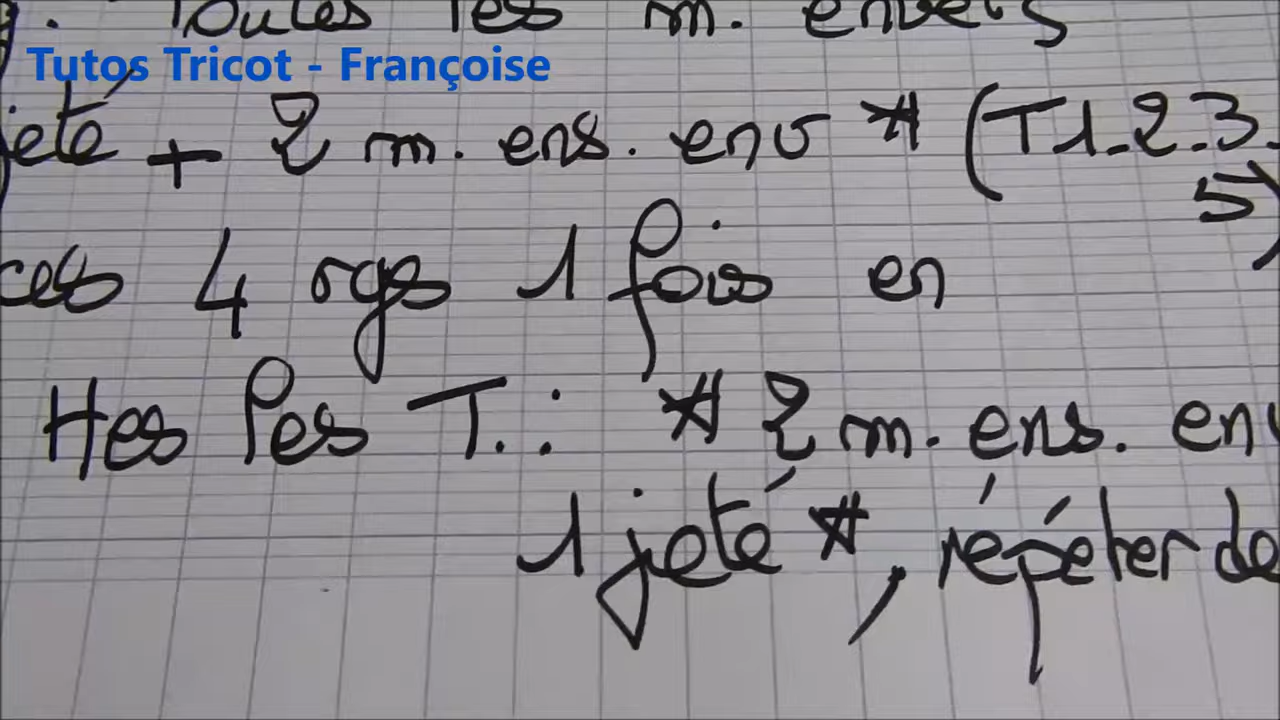 . Toutes les m. envers
Tutos Tricot - Françoise
jeté + 2 m. ens. env * (T1.2.3.
5)
ces 4 rgs 1 fois en
Hes les T. : * 2 m. ens. env
1 jeté *, répéter de